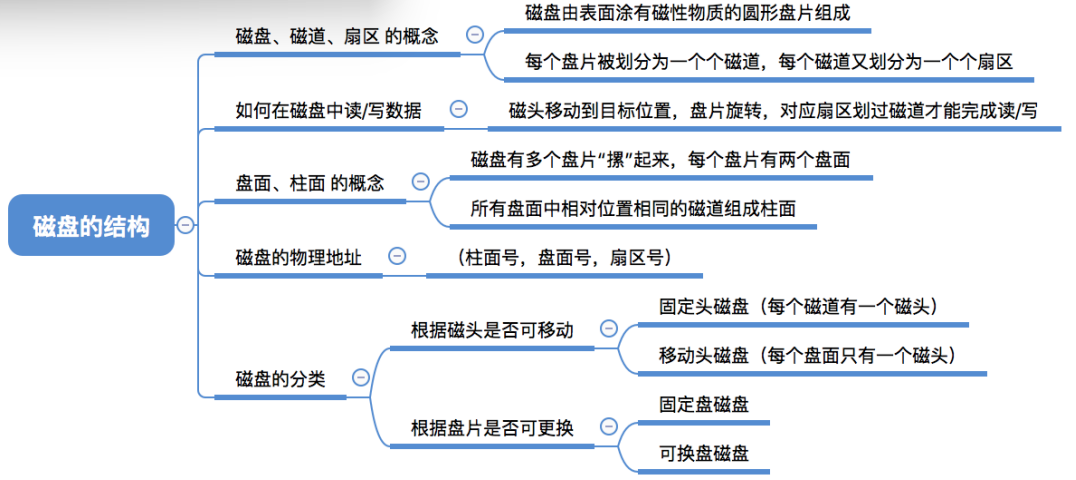 磁盘的结构
磁盘、磁道、扇区 的概念
磁盘由表面涂有磁性物质的圆形盘片组成
每个盘片被划分为一个个磁道，每个磁道又划分为一个个扇区
如何在磁盘中读/写数据
磁头移动到目标位置，盘片旋转，对应扇区划过磁道才能完成读/写
盘面、柱面 的概念
磁盘有多个盘片“摞”起来，每个盘片有两个盘面
所有盘面中相对位置相同的磁道组成柱面
磁盘的物理地址
（柱面号，盘面号，扇区号）
磁盘的分类
根据磁头是否可移动
固定头磁盘（每个磁道有一个磁头）
移动头磁盘（每个盘面只有一个磁头）
根据盘片是否可更换
固定盘磁盘
可换盘磁盘